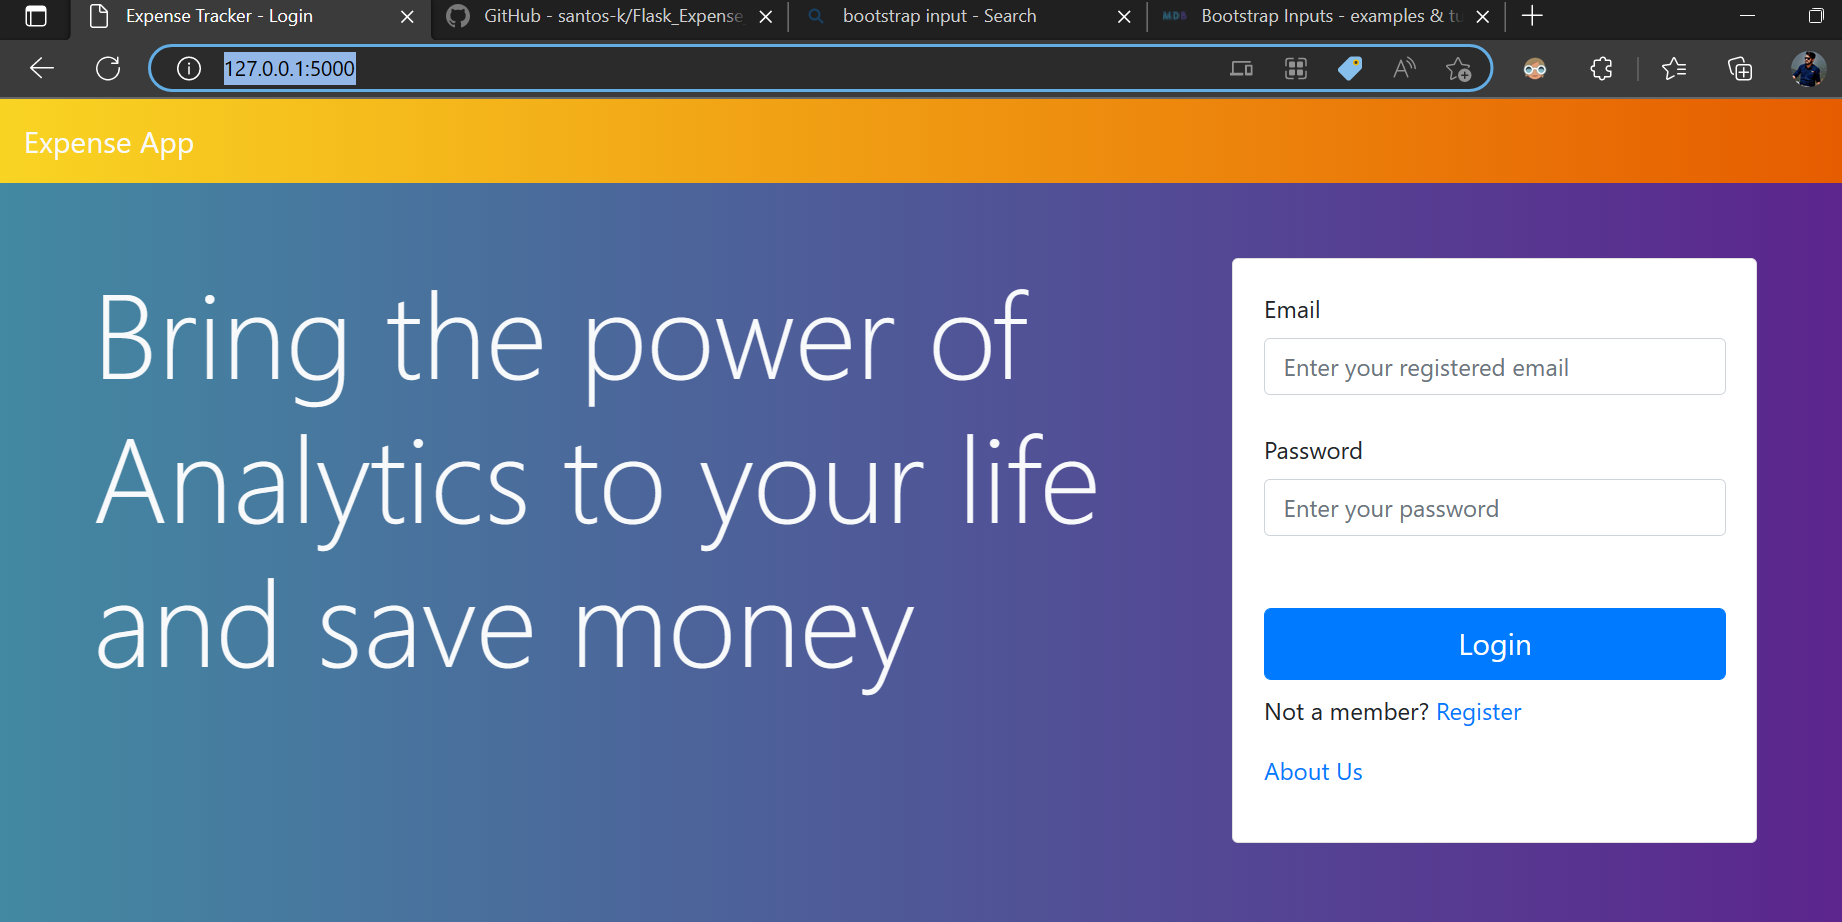 Expense Tracker - Login
GitHub - santos-k/Flask_Expense
bootstrap input - Search
MDB
Bootstrap Inputs - examples & tu
127.0.0.1:5000
Expense App
Bring the power of
Analytics to your life
and save money
Email
Enter your registered email
Password
Enter your password
Login
Not a member? Register
About Us